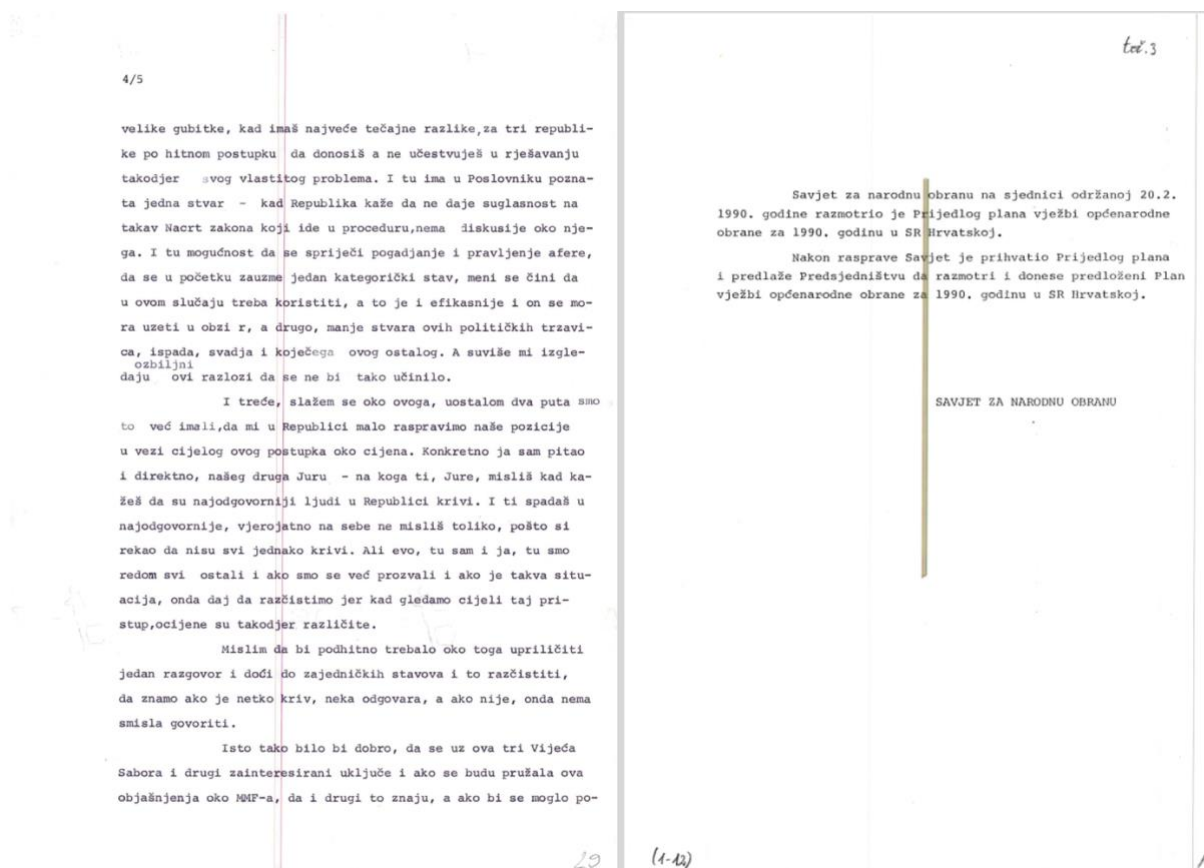 4/5
velike gubitke, kad imaš najveće tečajne razlike,za tri republi-
ke po hitnom postupku da donosiš a ne učestvuješ u rješavanju
takodjer svog vlastitog problema. I tu ima u Poslovniku pozna-
ta jedna stvar - kad Republika kaže da ne daje suglasnost na
takav Nacrt zakona koji ide u proceduru,nema diskusije oko nje-
ga. I tu mogućnost da se spriječi pogadjanje i pravljenje afere,
da se u početku zauzme jedan kategorički stav, meni se čini da
u ovom slučaju treba koristiti, a to je i efikasnije i on se mo-
ra uzeti u obzi r, a drugo, manje stvara ovih političkih trzavi-
ca, ispada, svadja i koječega ovog ostalog. A suviše mi izgle-
ozbiljni
daju ovi razlozi da se ne bi tako učinilo.
I treće, slažem se oko ovoga, uostalom dva puta smo
to već imali,da mi u Republici malo raspravimo naše pozicije
u vezi cijelog ovog postupka oko cijena. Konkretno ja sam pitao
i direktno, našeg druga Juru - na koga ti, Jure, misliš kad ka-
žeš da su najodgovorniji ljudi u Republici krivi. I ti spadaš u
najodgovornije, vjerojatno na sebe ne misliš toliko, pošto si
rekao da nisu svi jednako krivi. Ali evo, tu sam i ja, tu smo
redom svi ostali i ako smo se već prozvali i ako je takva situ-
acija, onda daj da razčistimo jer kad gledamo cijeli taj pri-
stup,ocijene su takodjer različite.
Mislim da bi podhitno trebalo oko toga upriličiti
jedan razgovor i doći do zajedničkih stavova i to razčistiti,
da znamo ako je netko kriv, neka odgovara, a ako nije, onda nema
smisla govoriti.
Isto tako bilo bi dobro, da se uz ova tri Vijeća
Sabora i drugi zainteresirani uključe i ako se budu pružala ova
objašnjenja oko MMF-a, da i drugi to znaju, a ako bi se moglo po-
29
toč.3
Savjet za narodnu obranu na sjednici održanoj 20.2.
1990. godine razmotrio je Prijedlog plana vježbi općenarodne
obrane za 1990. godinu u SR Hrvatskoj.
Nakon rasprave Savjet je prihvatio Prijedlog plana
i predlaže Predsjedništvu da razmotri i donese predloženi Plan
vježbi općenarodne obrane za 1990. godinu u SR Hrvatskoj.
SAVJET ZA NARODNU OBRANU
(1-12)